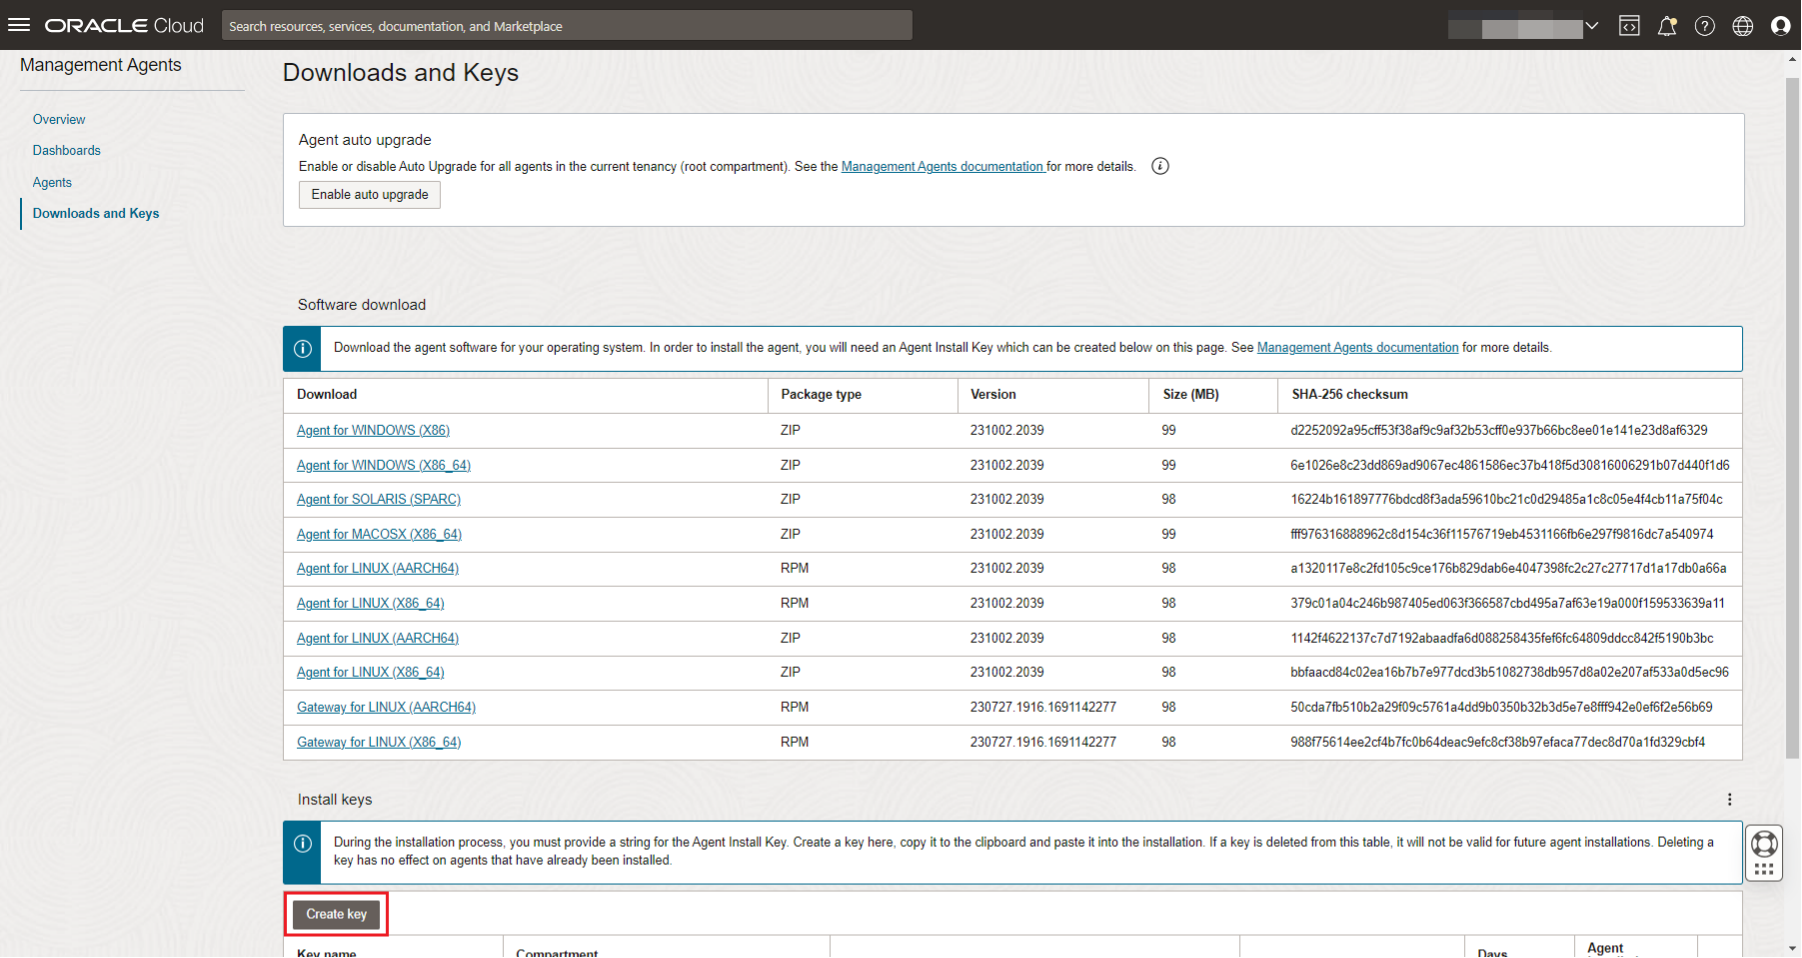 ORACLE Cloud
Search resources, services, documentation, and Marketplace
Management Agents
Overview
Dashboards
Agents
Downloads and Keys
Downloads and Keys
Agent auto upgrade
Enable or disable Auto Upgrade for all agents in the current tenancy (root compartment). See the Management Agents documentation for more details.
Enable auto upgrade
Software download
Download the agent software for your operating system. In order to install the agent, you will need an Agent Install Key which can be created below on this page. See Management Agents documentation for more details.
Download Package type Version Size (MB) SHA-256 checksum
Agent for WINDOWS (X86) ZIP 231002.2039 99 d2252092a95cff53f38af9c9af32b53cff0e937b66bc8ee01e141e23d8af6329
Agent for WINDOWS (X86_64) ZIP 231002.2039 99 6e1026e8c23dd869ad9067ec4861586ec37b418f5d30816006291b07d440f1d6
Agent for SOLARIS (SPARC) ZIP 231002.2039 98 16224b161897776bdcd8f3ada59610bc21c0d29485a1c8c05e4f4cb11a75f04c
Agent for MACOSX (X86_64) ZIP 231002.2039 99 fff976316888962c8d154c36f11576719eb4531166fb6e297f9816dc7a540974
Agent for LINUX (AARCH64) RPM 231002.2039 98 a1320117e8c2fd105c9ce176b829dab6e4047398fc2c27c27717d1a17db0a66a
Agent for LINUX (X86_64) RPM 231002.2039 98 379c01a04c246b987405ed063f366587cbd495a7af63e19a000f159533639a11
Agent for LINUX (AARCH64) ZIP 231002.2039 98 1142f4622137c7d7192abaadfa6d088258435fef6fc64809ddcc842f5190b3bc
Agent for LINUX (X86_64) ZIP 231002.2039 98 bbfaacd84c02ea16b7b7e977dcd3b51082738db957d8a02e207af533a0d5ec96
Gateway for LINUX (AARCH64) RPM 230727.1916.1691142277 98 50cda7fb510b2a29f09c5761a4dd9b0350b32b3d5e7e8fff942e0ef6f2e56b69
Gateway for LINUX (X86_64) RPM 230727.1916.1691142277 98 988f75614ee2cf4b7fc0b64deac9efc8cf38b97efaca77dec8d70a1fd329cbf4
Install keys
During the installation process, you must provide a string for the Agent Install Key. Create a key here, copy it to the clipboard and paste it into the installation. If a key is deleted from this table, it will not be valid for future agent installations. Deleting a
key has no effect on agents that have already been installed.
Create key
Key name Compartment Days Agent